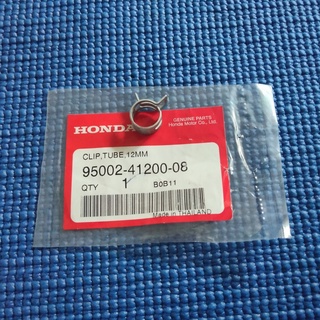 HONDA
GENUINE PARTS
Honda Motor Co., Ltd.
CLIP,TUBE,12MM
95002-41200-08
QTY 1 B0B11
Made in THAILAND